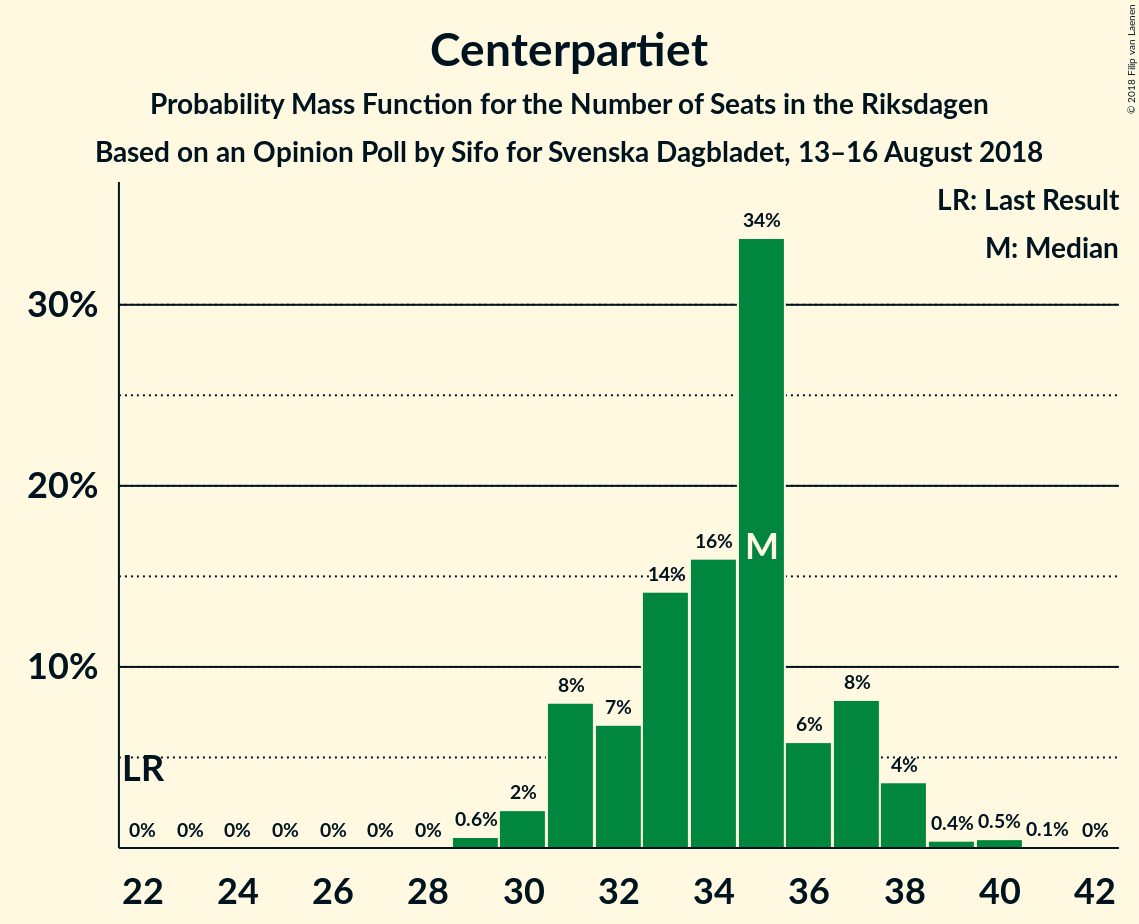 Centerpartiet
Probability Mass Function for the Number of Seats in the Riksdagen
Based on an Opinion Poll by Sifo for Svenska Dagbladet, 13–16 August 2018
© 2018 Filip van Laenen
LR: Last Result
M: Median
30%
20%
10%
LR
M
0% 0% 0% 0% 0% 0% 0% 0.6% 2% 8% 7% 14% 16% 34% 6% 8% 4% 0.4% 0.5% 0.1% 0%
22 24 26 28 30 32 34 36 38 40 42